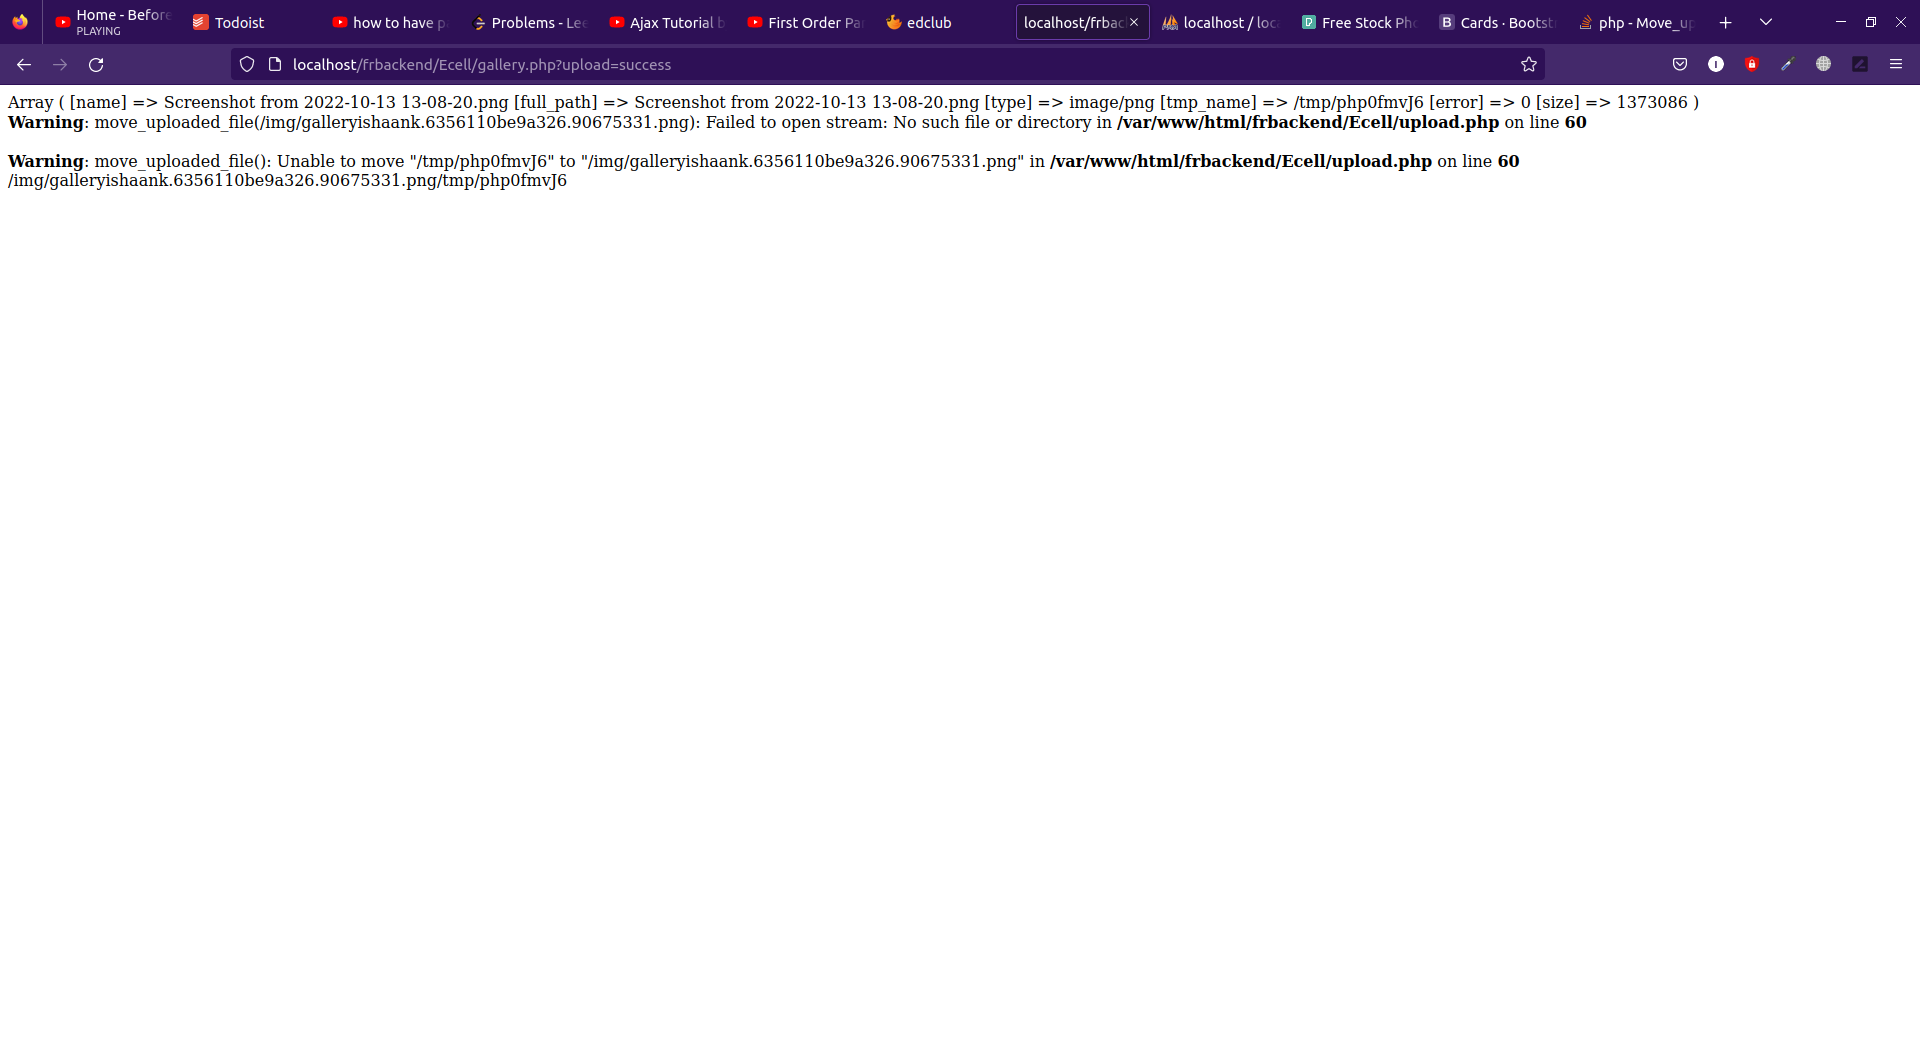 Home - Before
PLAYING
Todoist
how to have p
Problems - Lee
Ajax Tutorial b
First Order Pa
edclub
localhost/frbac
localhost / loc
Free Stock Pho
Cards · Bootst
php - Move_up
localhost/frbackend/Ecell/gallery.php?upload=success
Array ( [name] => Screenshot from 2022-10-13 13-08-20.png [full_path] => Screenshot from 2022-10-13 13-08-20.png [type] => image/png [tmp_name] => /tmp/php0fmvJ6 [error] => 0 [size] => 1373086 )
Warning: move_uploaded_file(/img/galleryishaank.6356110be9a326.90675331.png): Failed to open stream: No such file or directory in /var/www/html/frbackend/Ecell/upload.php on line 60
Warning: move_uploaded_file(): Unable to move "/tmp/php0fmvJ6" to "/img/galleryishaank.6356110be9a326.90675331.png" in /var/www/html/frbackend/Ecell/upload.php on line 60
/img/galleryishaank.6356110be9a326.90675331.png/tmp/php0fmvJ6